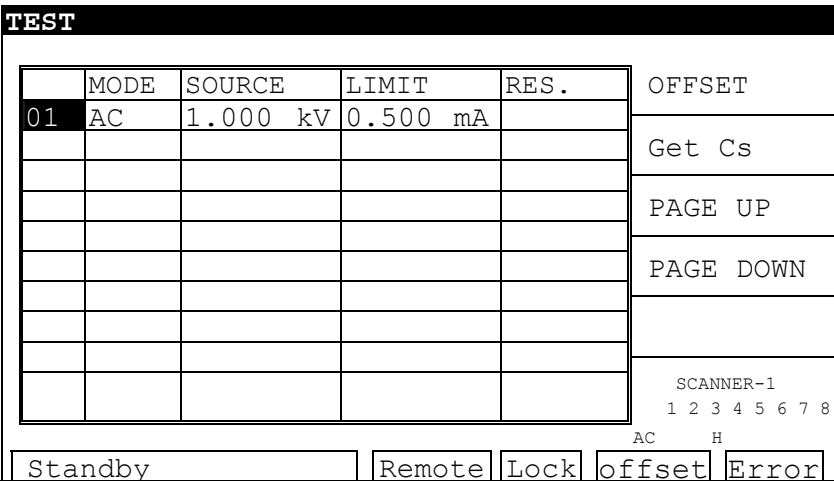 TEST
MODE SOURCE LIMIT RES.
01 AC 1.000 kV 0.500 mA
OFFSET
Get Cs
PAGE UP
PAGE DOWN
SCANNER-1
1 2 3 4 5 6 7 8
AC H
Standby Remote Lock offset Error